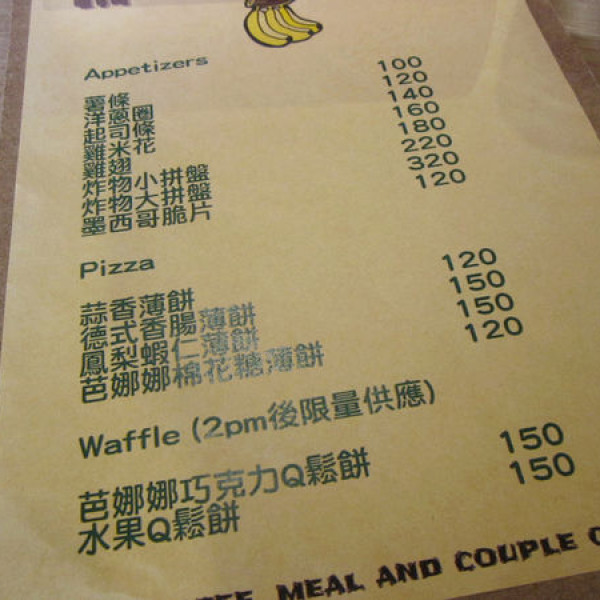 Appetizers
薯條 100
洋蔥圈 120
起司條 140
雞米花 160
雞翅 180
炸物小拼盤 220
炸物大拼盤 320
墨西哥脆片 120
Pizza
蒜香薄餅 120
德式香腸薄餅 150
鳳梨蝦仁薄餅 150
芭娜娜棉花糖薄餅 120
Waffle (2pm後限量供應)
芭娜娜巧克力Q鬆餅 150
水果Q鬆餅 150
MEAL AND COUPLE